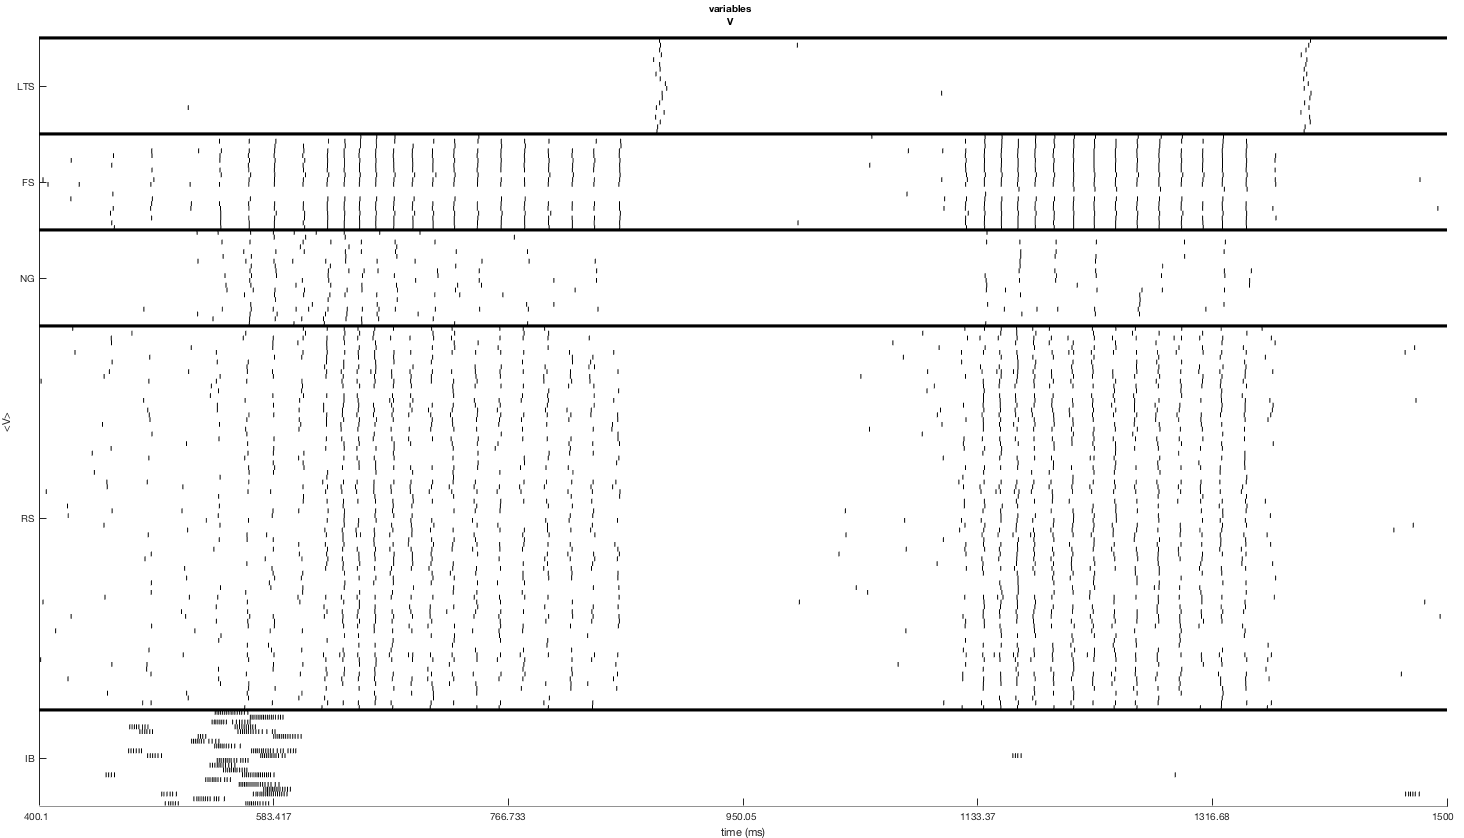 variables
V
LTS
FS
NG
<V>
RS
IB
400.1 583.417 766.733 950.05 1133.37 1316.68 1500
time (ms)